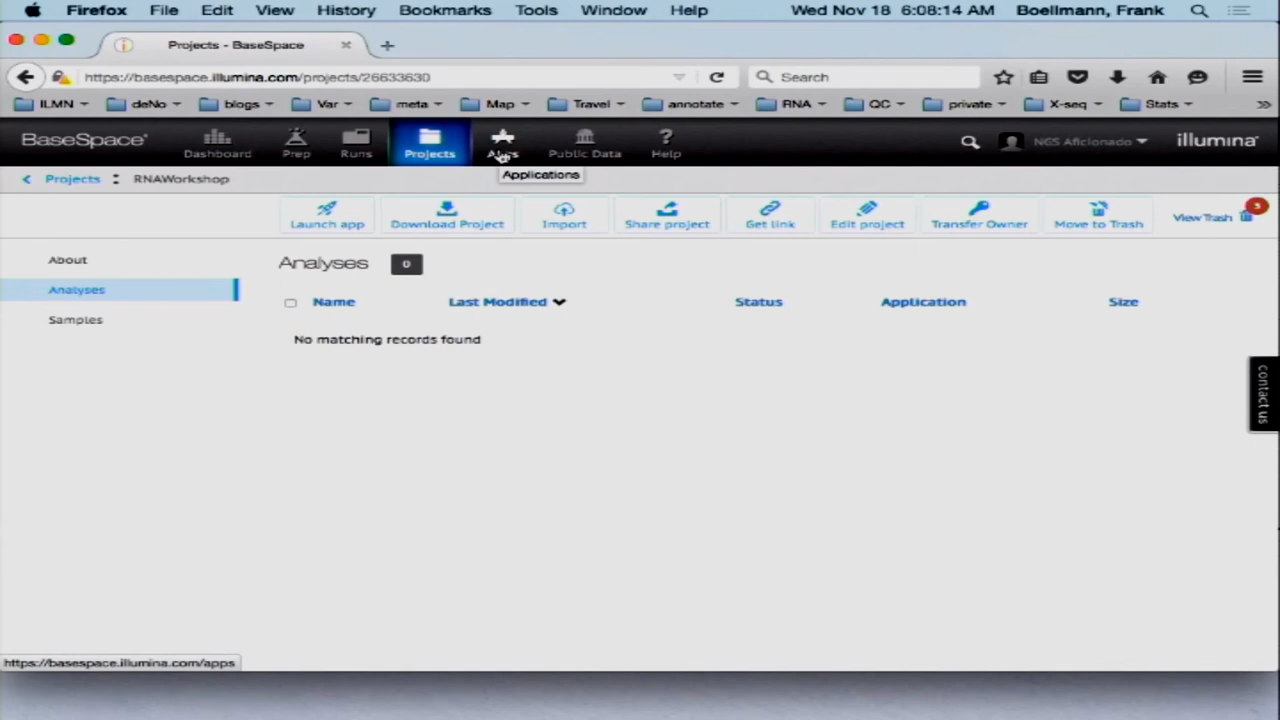 Firefox File Edit View History Bookmarks Tools Window Help Wed Nov 18 6:08:14 AM Boellmann, Frank
Projects - BaseSpace
https://basespace.illumina.com/projects/26633630 Search
ILMN deNo blogs Var meta Map Travel annotate RNA QC private X-seq Stats
BaseSpace Dashboard Prep Runs Projects Apps Public Data ? Help NGS Aficionado illumina
Applications
Projects : RNAWorkshop
Launch app Download Project Import Share project Get link Edit project Transfer Owner Move to Trash View Trash
About
Analyses
Samples
Analyses 0
Name Last Modified Status Application Size
No matching records found
contact us
https://basespace.illumina.com/apps